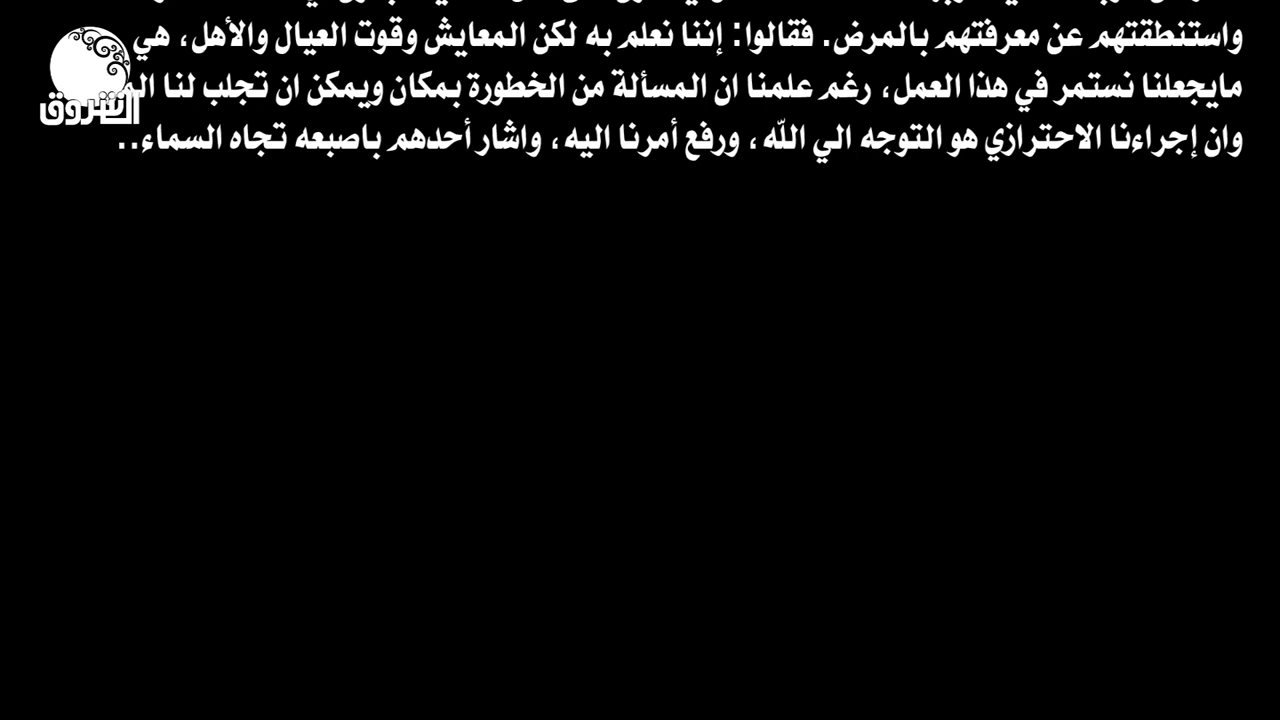 واستنطقتهم عن معرفتهم بالمرض. فقالوا: إننا نعلم به لكن المعايش وقوت العيال والأهل، هي
مايجعلنا نستمر في هذا العمل، رغم علمنا ان المسألة من الخطورة بمكان ويمكن ان تجلب لنا
وان إجراءنا الاحترازي هو التوجه الي الله، ورفع أمرنا اليه، واشار أحدهم باصبعه تجاه السماء..
الشروق